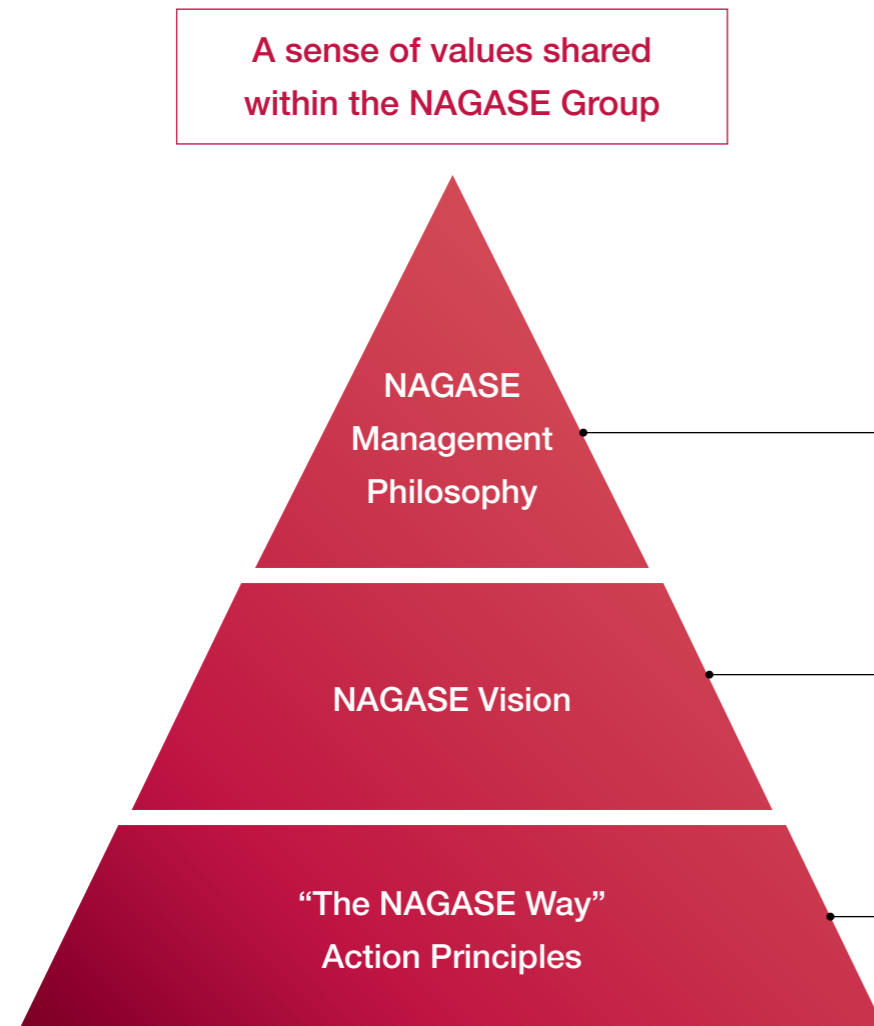 A sense of values shared
within the NAGASE Group
NAGASE
Management
Philosophy
NAGASE Vision
“The NAGASE Way”
Action Principles